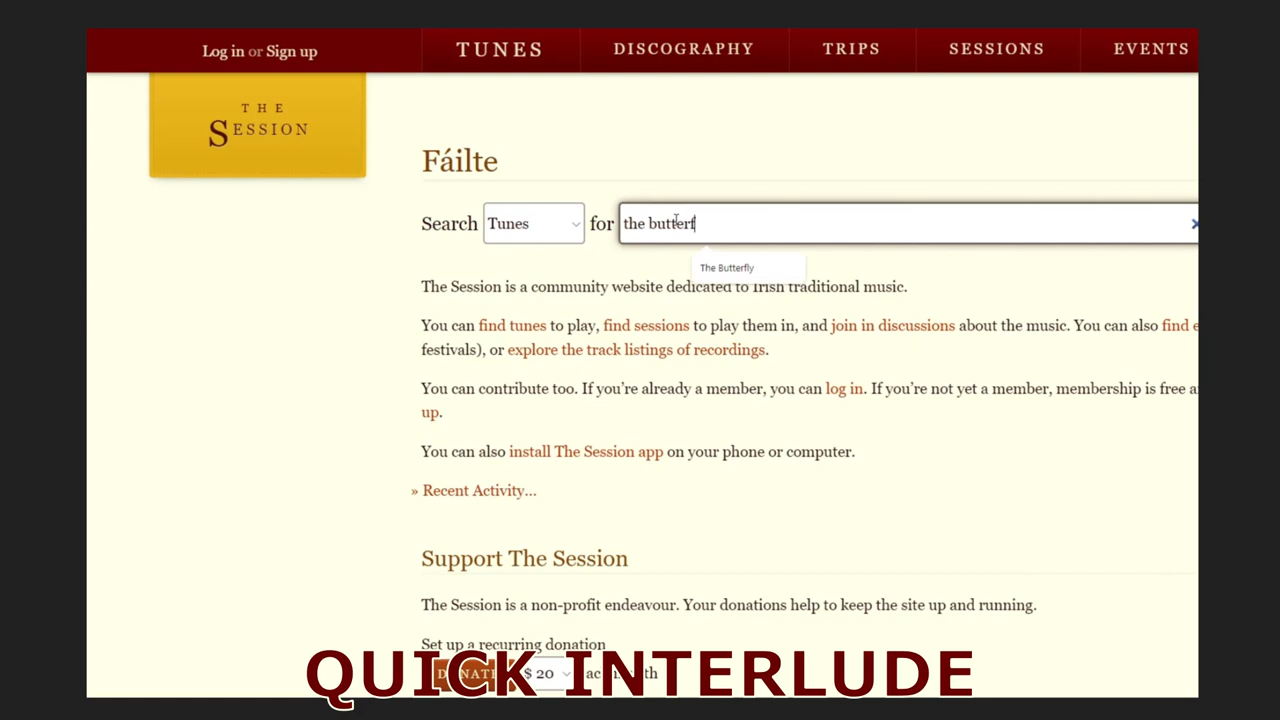 Log in or Sign up
TUNES
DISCOGRAPHY
TRIPS
SESSIONS
EVENTS
THE
SESSION
Fáilte
Search Tunes for the butterf
The Butterfly
The Session is a community website dedicated to Irish traditional music.
You can find tunes to play, find sessions to play them in, and join in discussions about the music. You can also find e
festivals), or explore the track listings of recordings.
You can contribute too. If you’re already a member, you can log in. If you’re not yet a member, membership is free a
up.
You can also install The Session app on your phone or computer.
» Recent Activity…
Support The Session
The Session is a non-profit endeavour. Your donations help to keep the site up and running.
Set up a recurring donation
$ 20
QUICK INTERLUDE